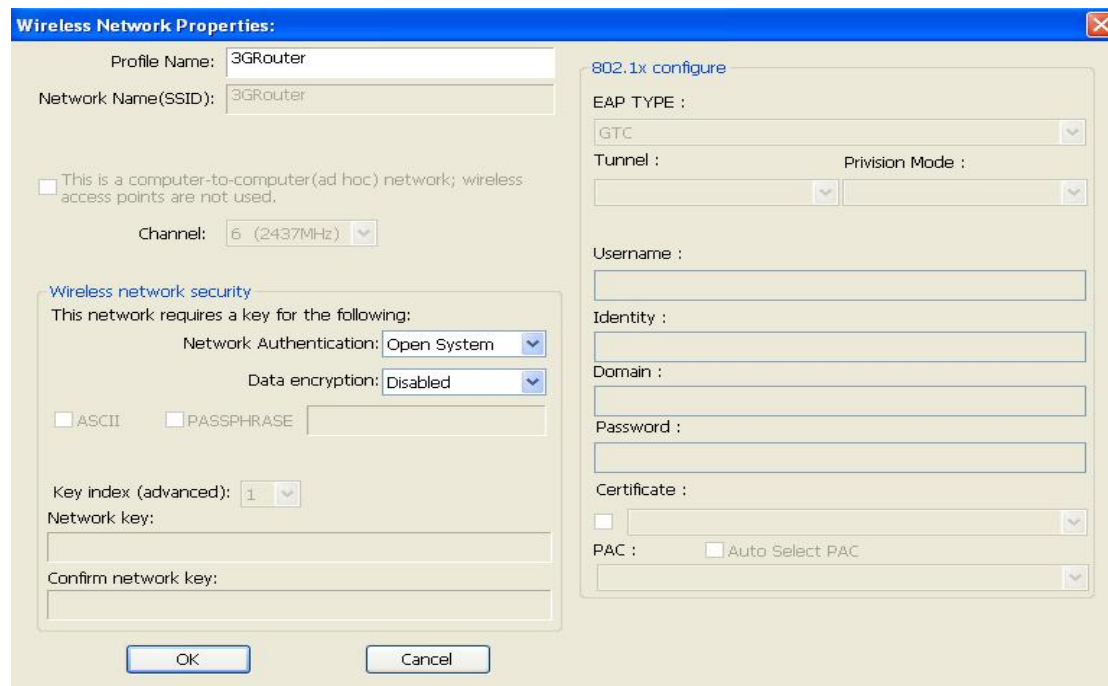 Wireless Network Properties:
Profile Name: 3GRouter
Network Name(SSID): 3GRouter
This is a computer-to-computer(ad hoc) network; wireless
access points are not used.
Channel: 6 (2437MHz)
Wireless network security
This network requires a key for the following:
Network Authentication: Open System
Data encryption: Disabled
ASCII PASSPHRASE
Key index (advanced): 1
Network key:
Confirm network key:
OK Cancel
802.1x configure
EAP TYPE :
GTC
Tunnel : Privision Mode :
Username :
Identity :
Domain :
Password :
Certificate :
PAC : Auto Select PAC